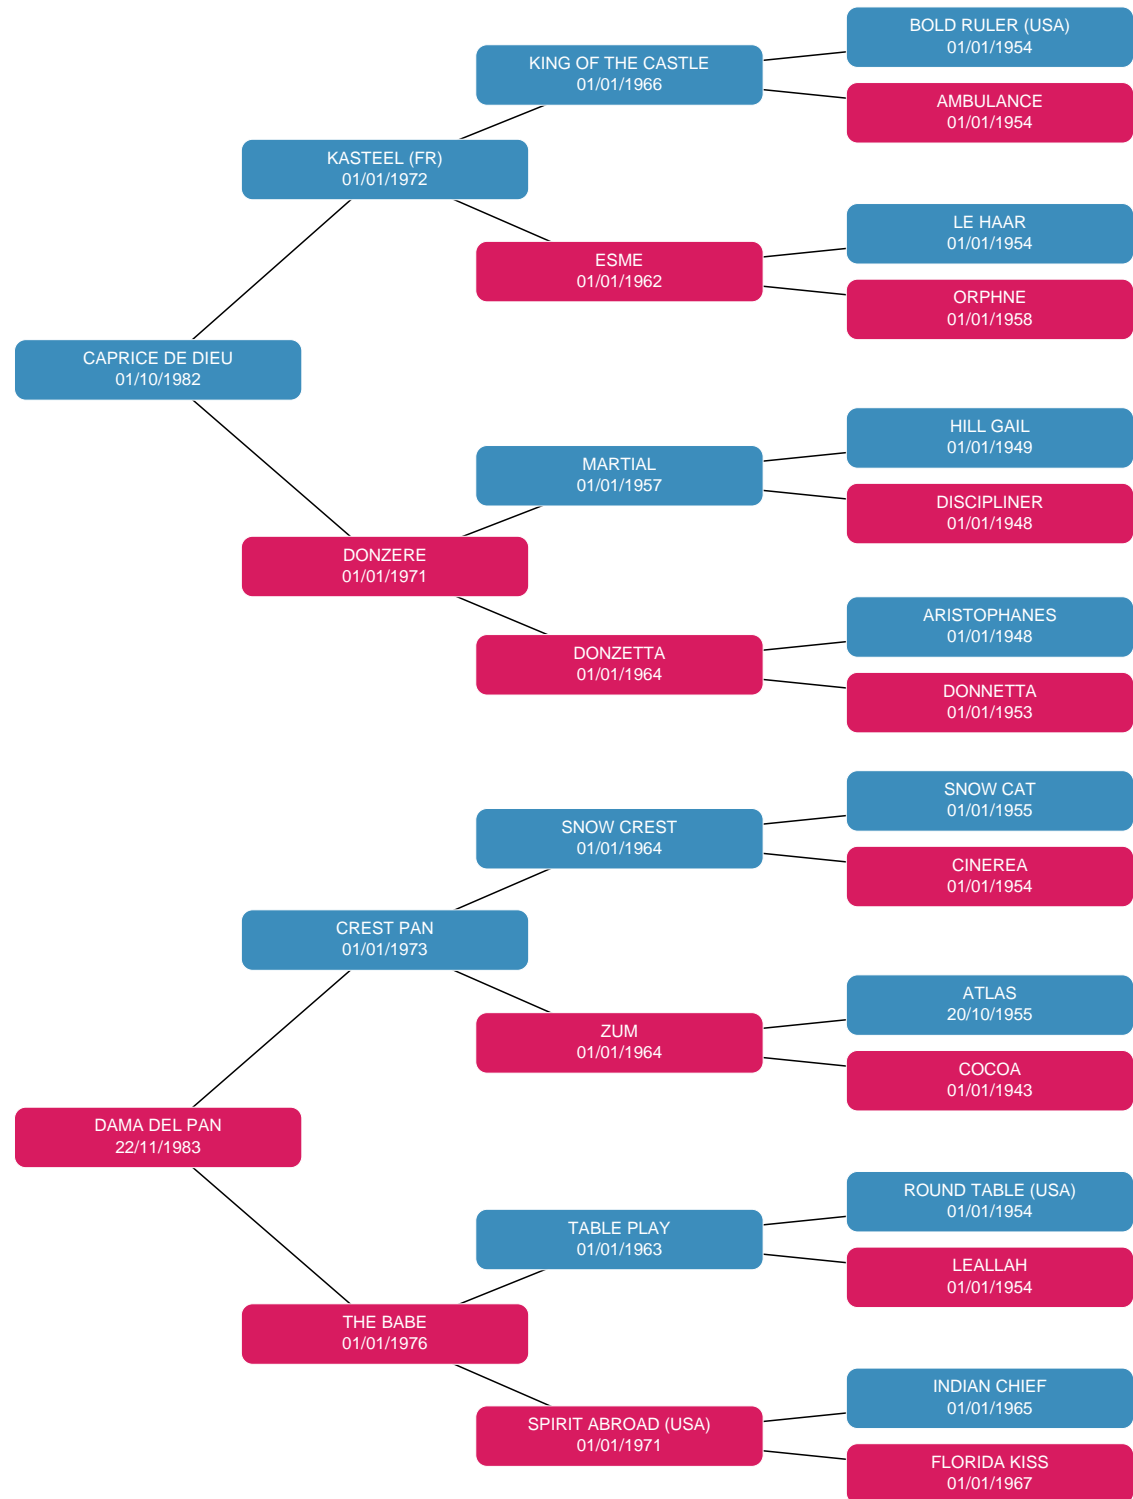 BOLD RULER (USA)
01/01/1954
KING OF THE CASTLE
01/01/1966
AMBULANCE
01/01/1954
KASTEEL (FR)
01/01/1972
LE HAAR
01/01/1954
ESME
01/01/1962
ORPHNE
01/01/1958
CAPRICE DE DIEU
01/10/1982
HILL GAIL
01/01/1949
MARTIAL
01/01/1957
DISCIPLINER
01/01/1948
DONZERE
01/01/1971
ARISTOPHANES
01/01/1948
DONZETTA
01/01/1964
DONNETTA
01/01/1953
SNOW CAT
01/01/1955
SNOW CREST
01/01/1964
CINEREA
01/01/1954
CREST PAN
01/01/1973
ATLAS
20/10/1955
ZUM
01/01/1964
COCOA
01/01/1943
DAMA DEL PAN
22/11/1983
ROUND TABLE (USA)
01/01/1954
TABLE PLAY
01/01/1963
LEALLAH
01/01/1954
THE BABE
01/01/1976
INDIAN CHIEF
01/01/1965
SPIRIT ABROAD (USA)
01/01/1971
FLORIDA KISS
01/01/1967